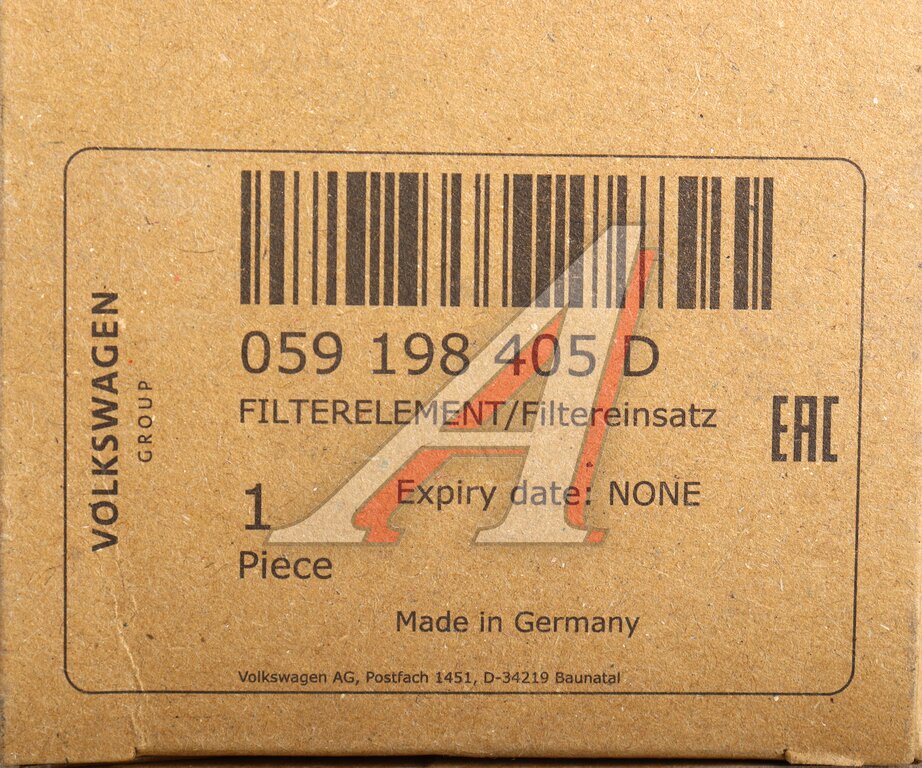 VOLKSWAGEN
GROUP
059 198 405 D
FILTERELEMENT/Filtereinsatz
EAC
1
Expiry date: NONE
Piece
Made in Germany
Volkswagen AG, Postfach 1451, D-34219 Baunatal
A